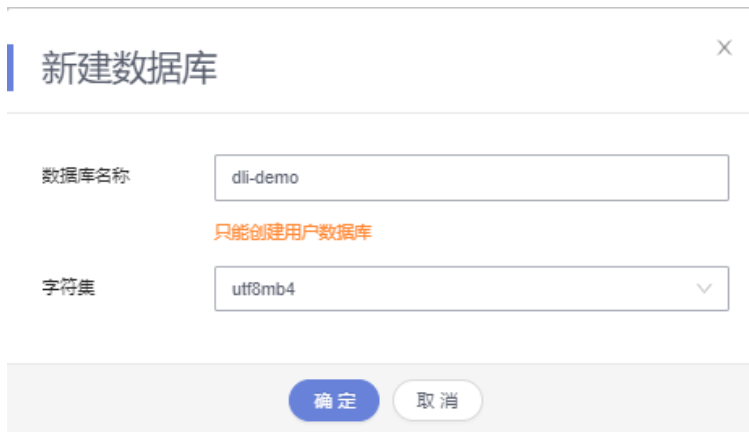 新建数据库
数据库名称 dli-demo
只能创建用户数据库
字符集 utf8mb4
确定 取消